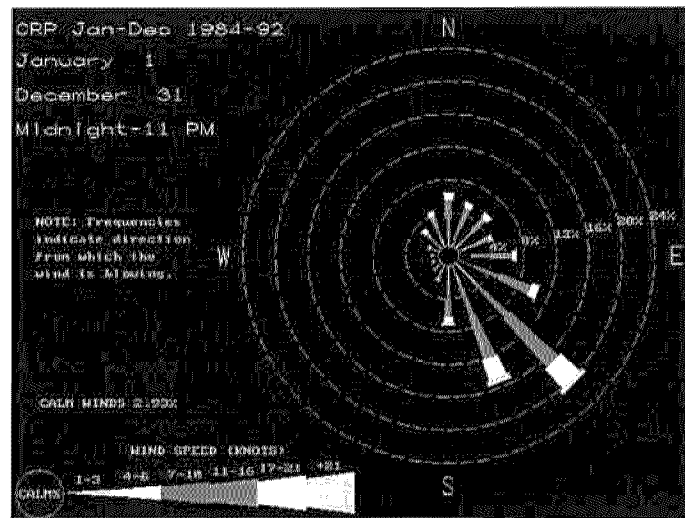 CRP Jan-Dec 1984-92
January 1
December 31
Midnight-11 PM
N
NOTE: Frequencies
indicate direction
from which the
wind is blowing.
W
E
4% 8% 12% 16% 20% 24%
CALM WINDS 2.99%
WIND SPEED (KNOTS)
CALM% 1-3 4-6 7-10 11-16 17-21 +21
S